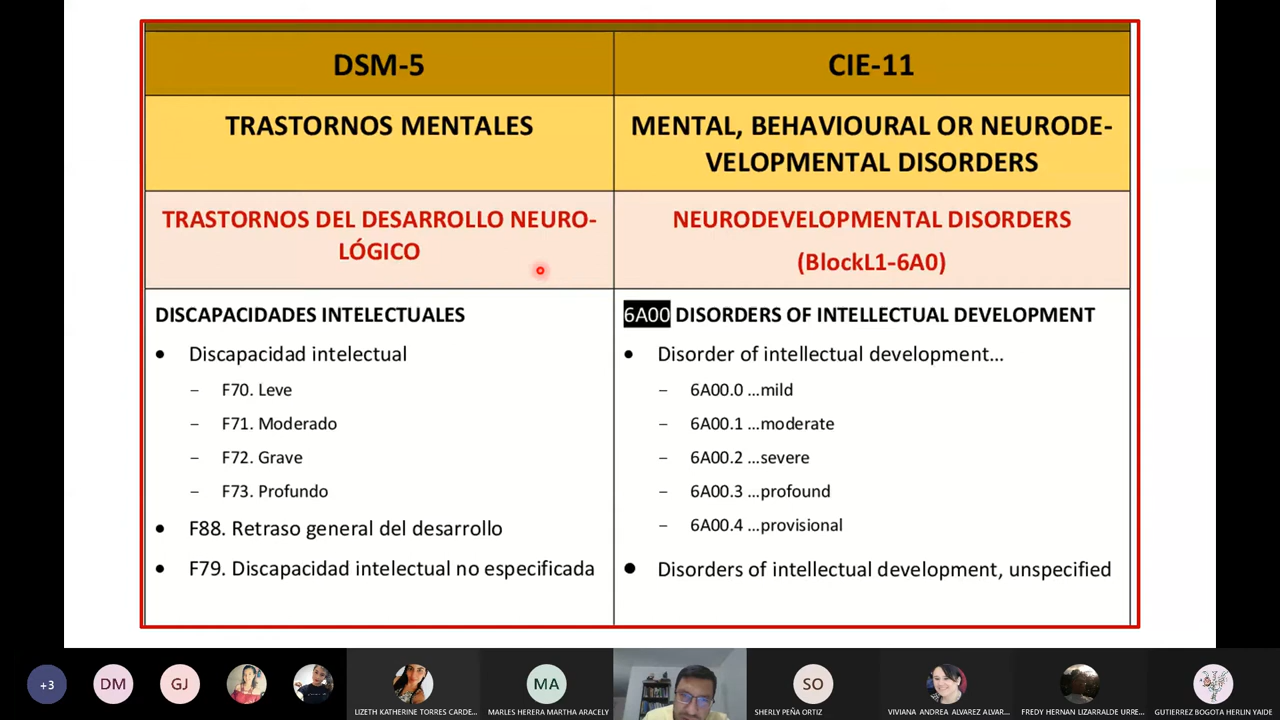 DSM-5
CIE-11
TRASTORNOS MENTALES
MENTAL, BEHAVIOURAL OR NEURODE-
VELOPMENTAL DISORDERS
TRASTORNOS DEL DESARROLLO NEURO-
LÓGICO
NEURODEVELOPMENTAL DISORDERS
(BlockL1-6A0)
DISCAPACIDADES INTELECTUALES
• Discapacidad intelectual
– F70. Leve
– F71. Moderado
– F72. Grave
– F73. Profundo
• F88. Retraso general del desarrollo
• F79. Discapacidad intelectual no especificada
6A00 DISORDERS OF INTELLECTUAL DEVELOPMENT
• Disorder of intellectual development...
– 6A00.0 ...mild
– 6A00.1 ...moderate
– 6A00.2 ...severe
– 6A00.3 ...profound
– 6A00.4 ...provisional
• Disorders of intellectual development, unspecified
+3
DM
GJ
LIZETH KATHERINE TORRES CARDE...
MA
MARLES HERERA MARTHA ARACELY
SO
SHERLY PEÑA ORTIZ
VIVIANA ANDREA ALVAREZ ALVAR...
FREDY HERNAN LIZARRALDE URRE...
GUTIERREZ BOGOTA HERLIN YAIDE